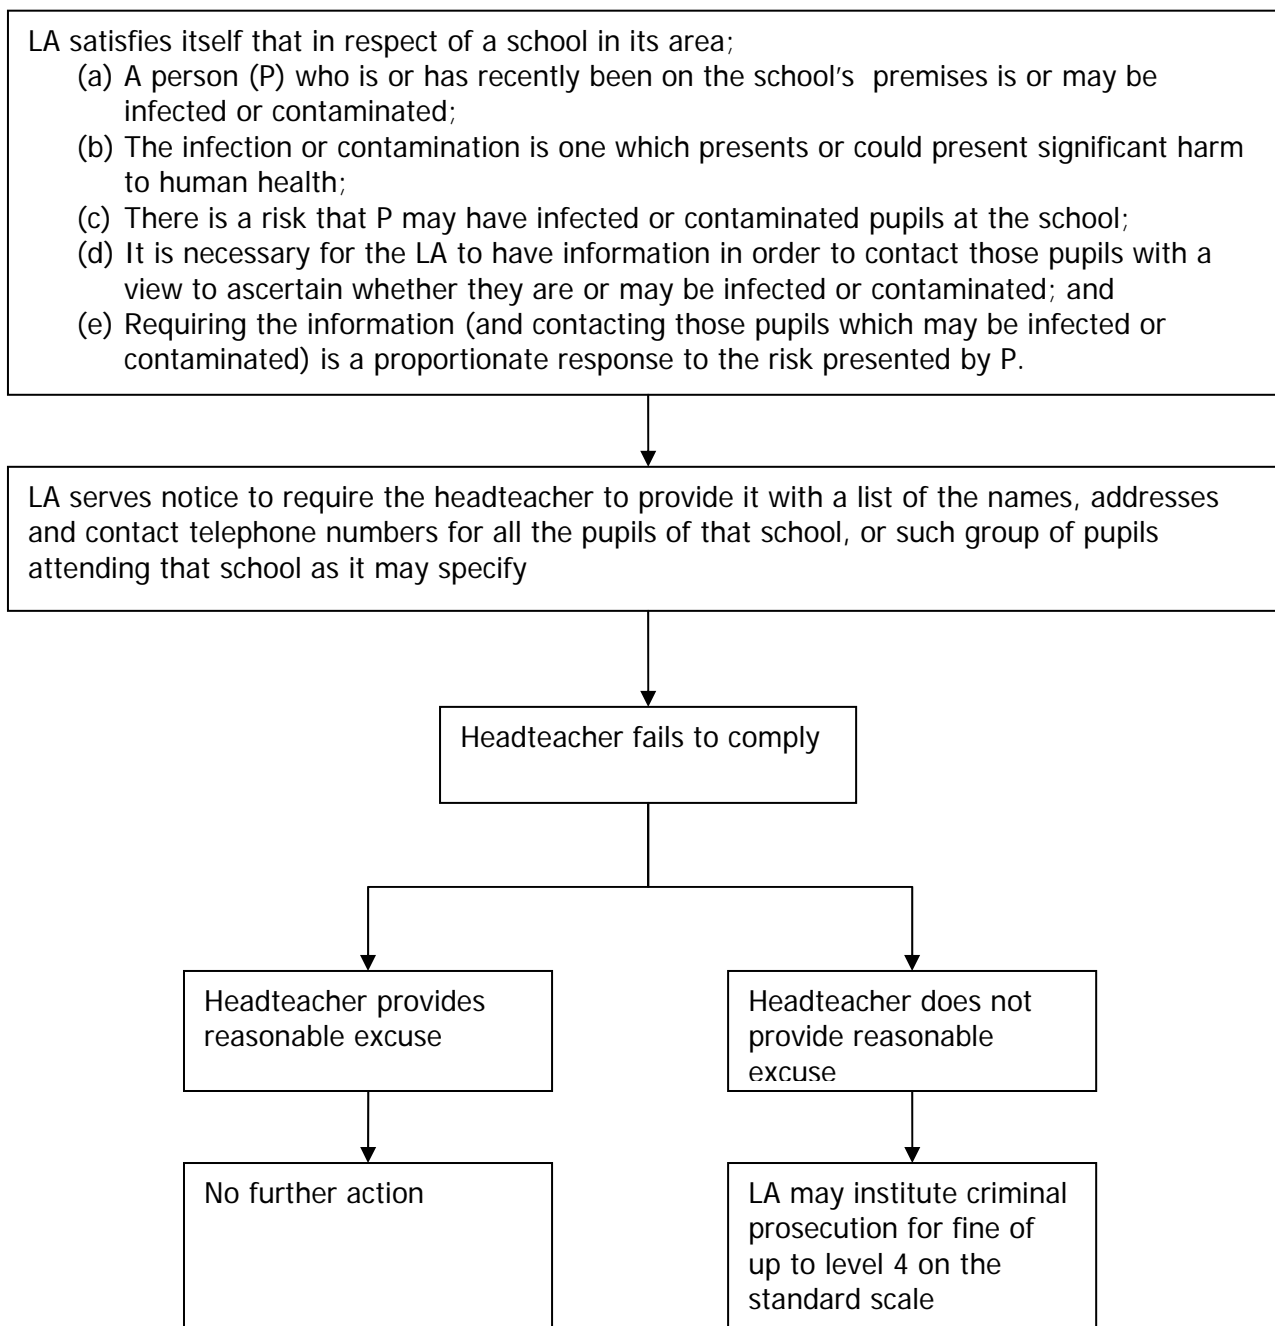 LA satisfies itself that in respect of a school in its area;
(a) A person (P) who is or has recently been on the school's premises is or may be
infected or contaminated;
(b) The infection or contamination is one which presents or could present significant harm
to human health;
(c) There is a risk that P may have infected or contaminated pupils at the school;
(d) It is necessary for the LA to have information in order to contact those pupils with a
view to ascertain whether they are or may be infected or contaminated; and
(e) Requiring the information (and contacting those pupils which may be infected or
contaminated) is a proportionate response to the risk presented by P.
LA serves notice to require the headteacher to provide it with a list of the names, addresses
and contact telephone numbers for all the pupils of that school, or such group of pupils
attending that school as it may specify
Headteacher fails to comply
Headteacher provides
reasonable excuse
Headteacher does not
provide reasonable
excuse
No further action
LA may institute criminal
prosecution for fine of
up to level 4 on the
standard scale